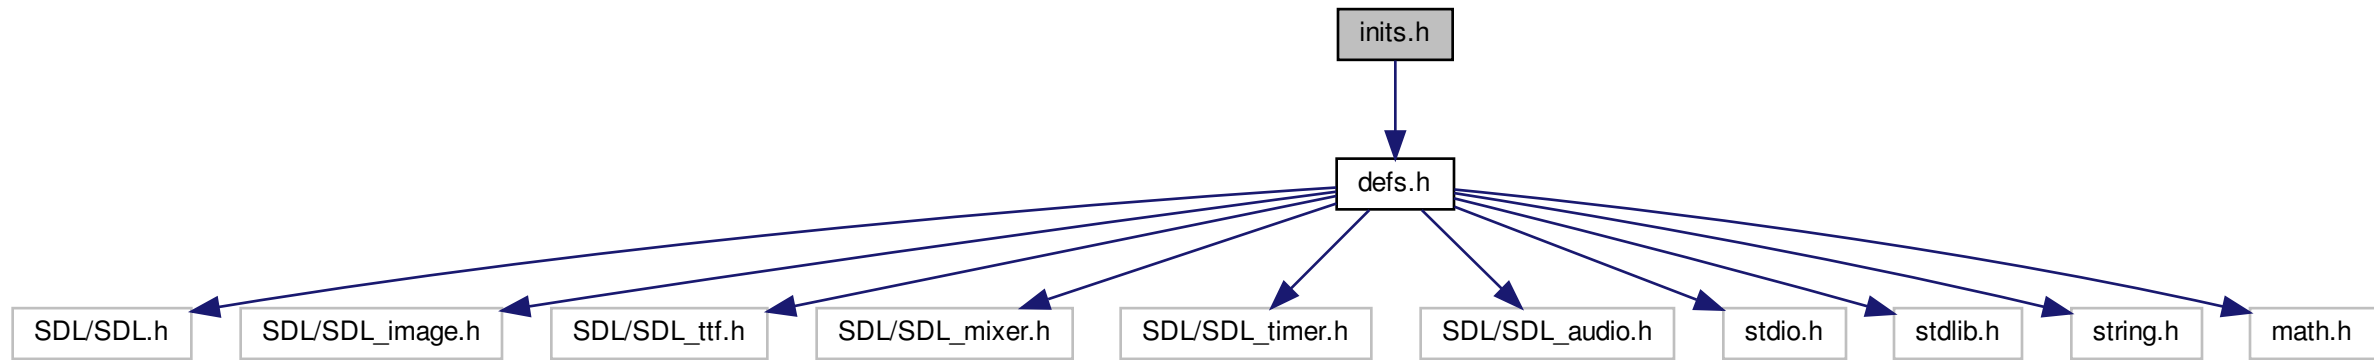 inits.h
defs.h
SDL/SDL.h
SDL/SDL_image.h
SDL/SDL_ttf.h
SDL/SDL_mixer.h
SDL/SDL_timer.h
SDL/SDL_audio.h
stdio.h
stdlib.h
string.h
math.h